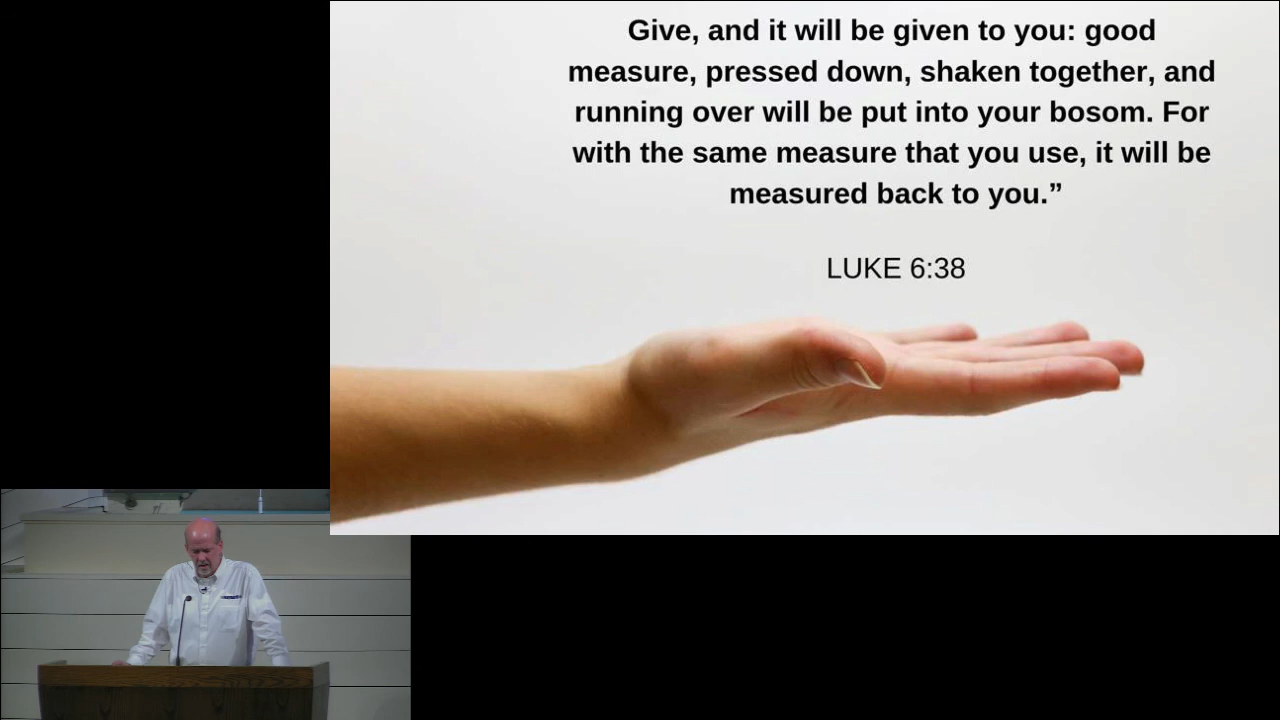 Give, and it will be given to you: good
measure, pressed down, shaken together, and
running over will be put into your bosom. For
with the same measure that you use, it will be
measured back to you.”
LUKE 6:38